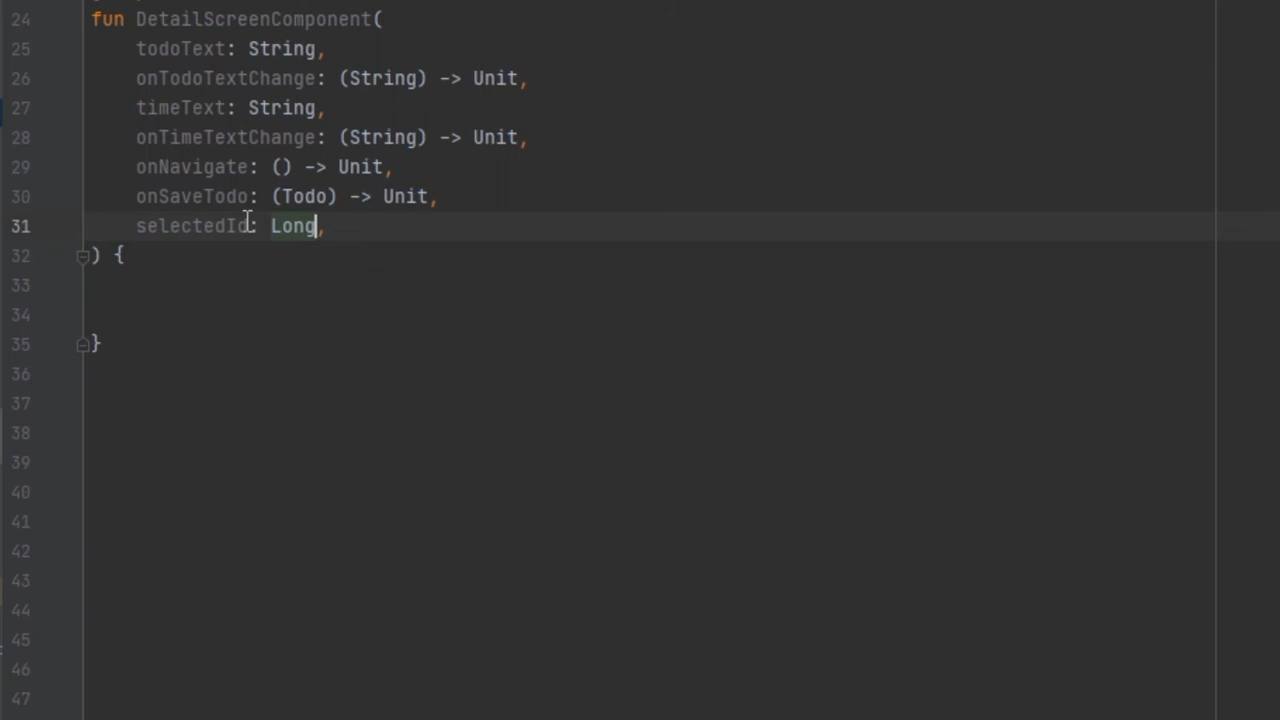 24 fun DetailScreenComponent(
25 todoText: String,
26 onTodoTextChange: (String) -> Unit,
27 timeText: String,
28 onTimeTextChange: (String) -> Unit,
29 onNavigate: () -> Unit,
30 onSaveTodo: (Todo) -> Unit,
31 selectedId: Long,
32 ) {
33
34
35 }
36
37
38
39
40
41
42
43
44
45
46
47